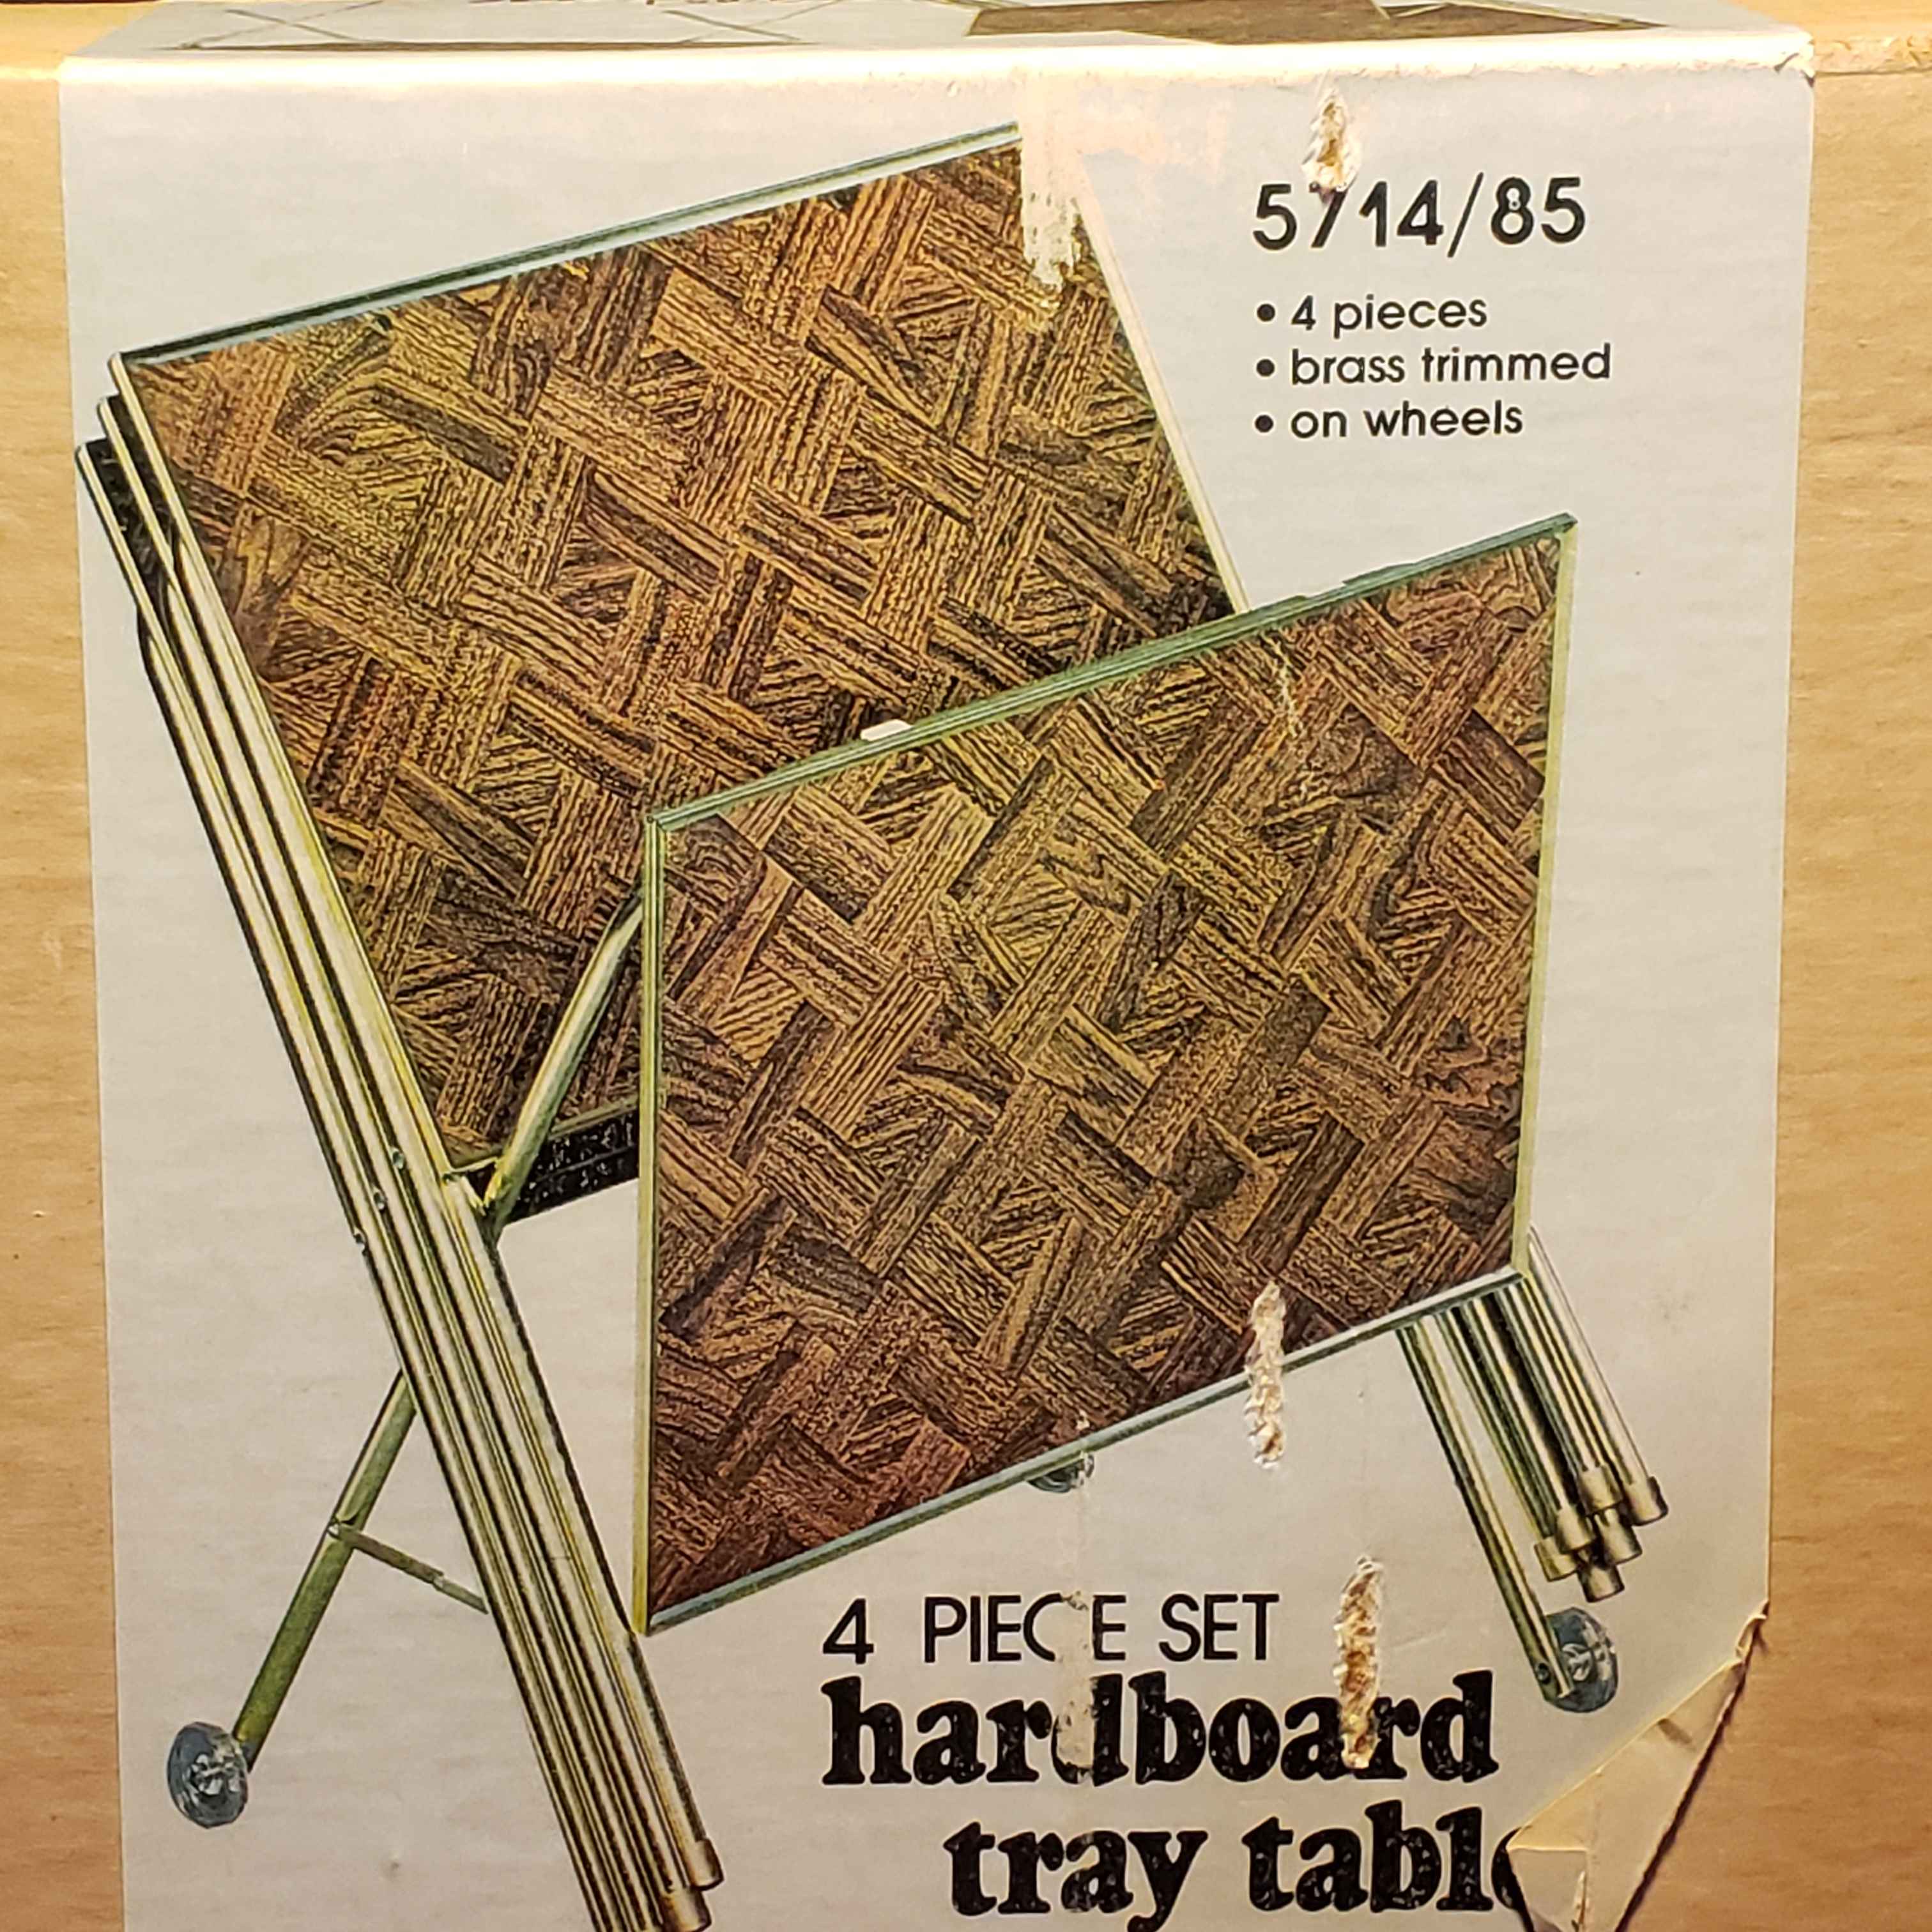 5714/85
• 4 pieces
• brass trimmed
• on wheels
4 PIECE SET
hardboard
tray table